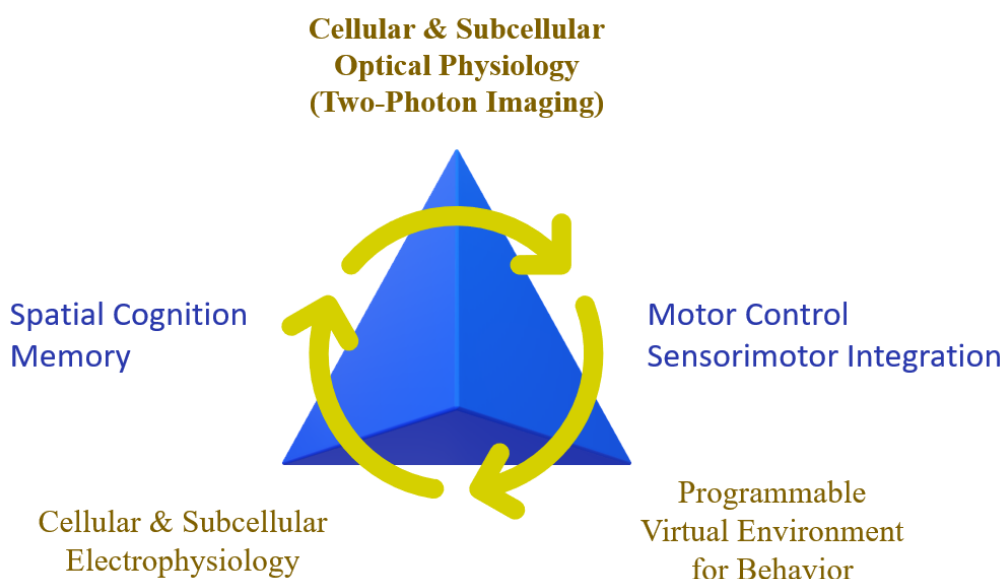 Cellular & Subcellular
Optical Physiology
(Two-Photon Imaging)
Spatial Cognition
Memory
Motor Control
Sensorimotor Integration
Cellular & Subcellular
Electrophysiology
Programmable
Virtual Environment
for Behavior